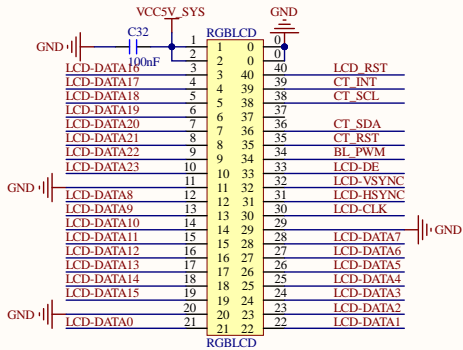 VCC5V_SYS GND
C32 RGBLCD
GND 1 1 0 0
100nF 2 2 0 0
LCD-DATA16 3 3 40 40 LCD_RST
LCD-DATA17 4 4 39 39 CT_INT
LCD-DATA18 5 5 38 38 CT_SCL
LCD-DATA19 6 6 37 37
LCD-DATA20 7 7 36 36 CT_SDA
LCD-DATA21 8 8 35 35 CT_RST
LCD-DATA22 9 9 34 34 BL_PWM
LCD-DATA23 10 10 33 33 LCD-DE
GND 11 11 32 32 LCD-VSYNC
LCD-DATA8 12 12 31 31 LCD-HSYNC
LCD-DATA9 13 13 30 30 LCD-CLK
LCD-DATA10 14 14 29 29 GND
LCD-DATA11 15 15 28 28 LCD-DATA7
LCD-DATA12 16 16 27 27 LCD-DATA6
LCD-DATA13 17 17 26 26 LCD-DATA5
LCD-DATA14 18 18 25 25 LCD-DATA4
LCD-DATA15 19 19 24 24 LCD-DATA3
GND 20 20 23 23 LCD-DATA2
LCD-DATA0 21 21 22 22 LCD-DATA1
RGBLCD